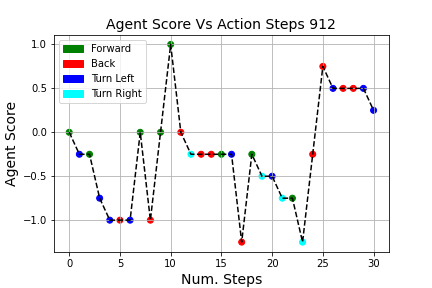 Agent Score Vs Action Steps 912
Forward
Back
Turn Left
Turn Right
1.0
0.5
0.0
−0.5
−1.0
Agent Score
0 5 10 15 20 25 30
Num. Steps